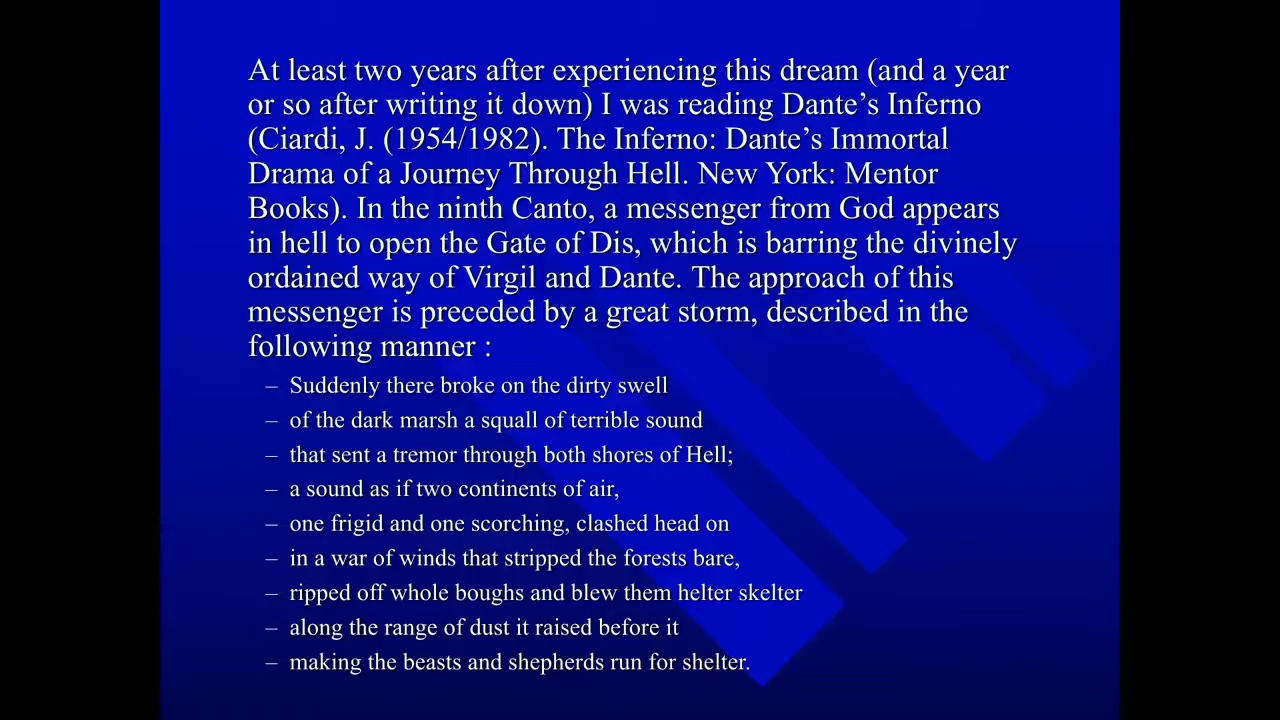 At least two years after experiencing this dream (and a year
or so after writing it down) I was reading Dante’s Inferno
(Ciardi, J. (1954/1982). The Inferno: Dante’s Immortal
Drama of a Journey Through Hell. New York: Mentor
Books). In the ninth Canto, a messenger from God appears
in hell to open the Gate of Dis, which is barring the divinely
ordained way of Virgil and Dante. The approach of this
messenger is preceded by a great storm, described in the
following manner :
– Suddenly there broke on the dirty swell
– of the dark marsh a squall of terrible sound
– that sent a tremor through both shores of Hell;
– a sound as if two continents of air,
– one frigid and one scorching, clashed head on
– in a war of winds that stripped the forests bare,
– ripped off whole boughs and blew them helter skelter
– along the range of dust it raised before it
– making the beasts and shepherds run for shelter.